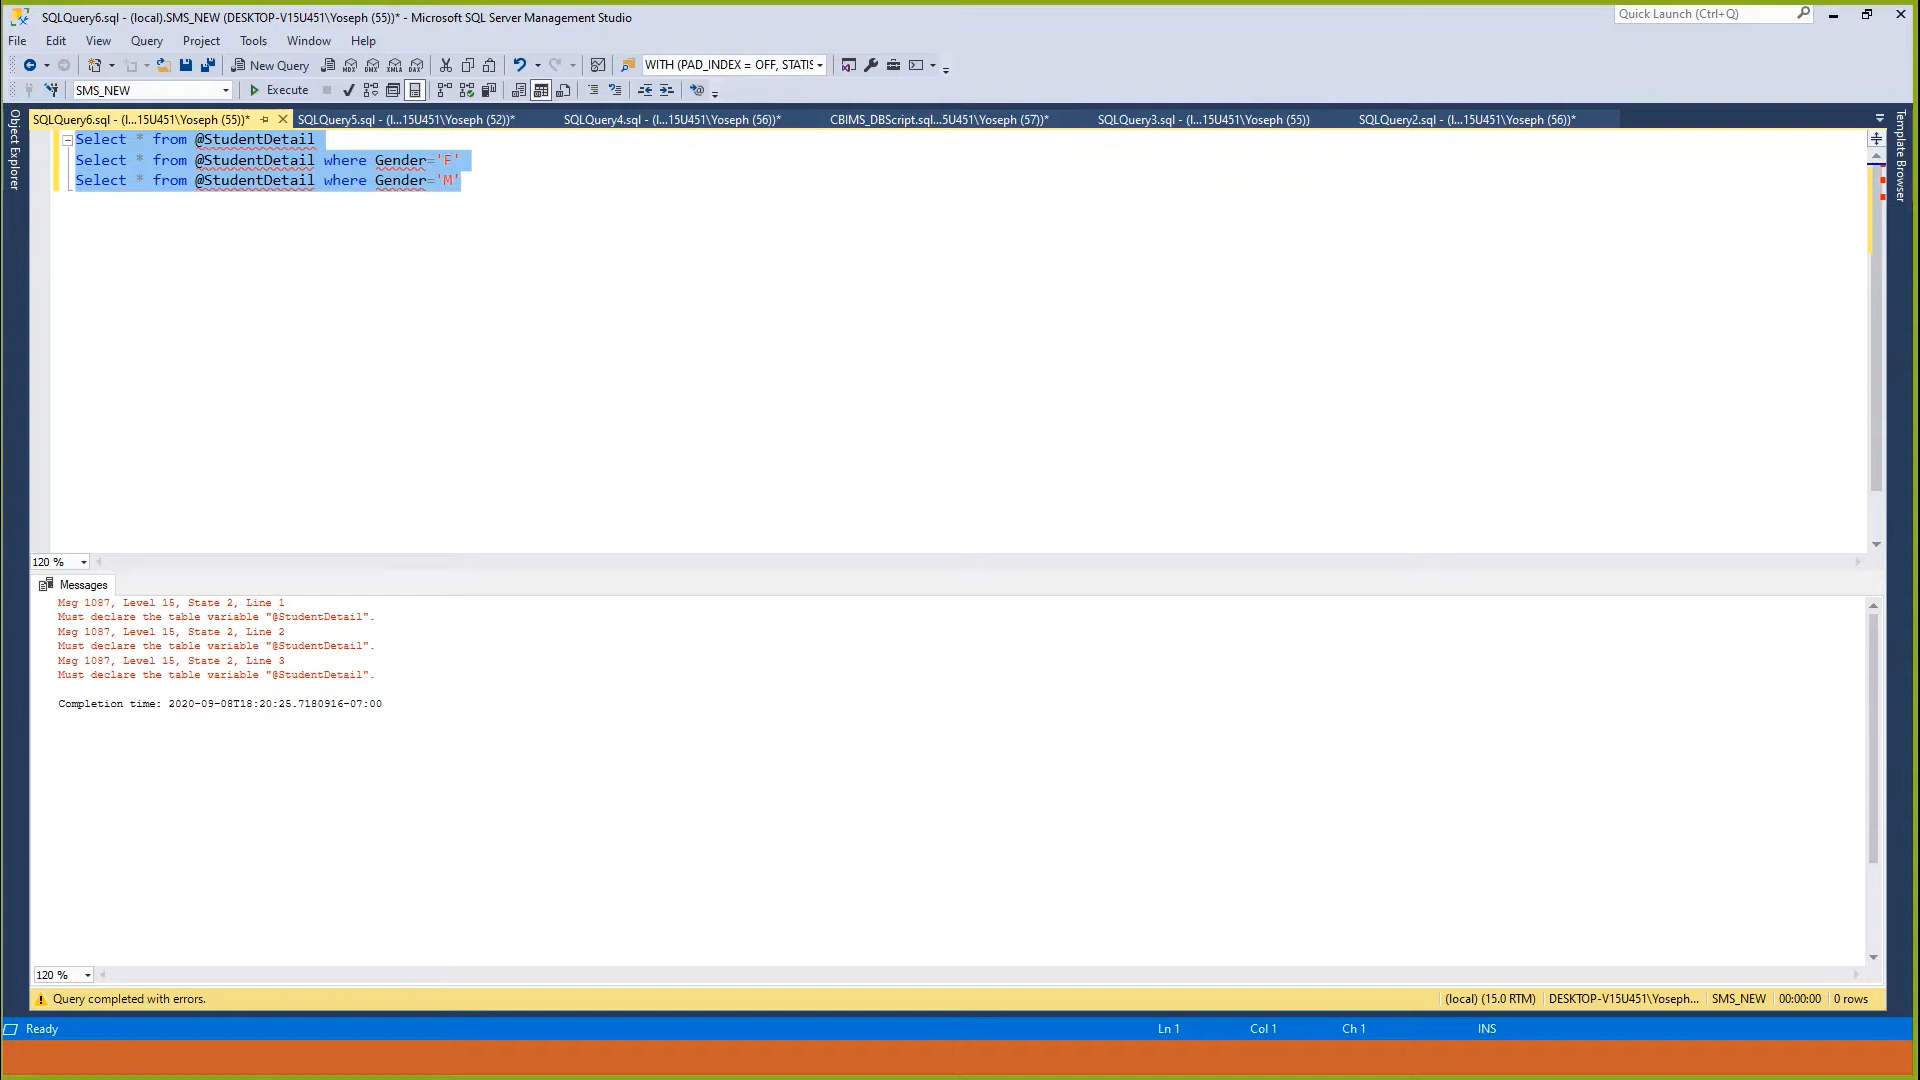 SQLQuery6.sql - (local).SMS_NEW (DESKTOP-V15U451\Yoseph (55))* - Microsoft SQL Server Management Studio
Quick Launch (Ctrl+Q)
File Edit View Query Project Tools Window Help
New Query
MDX DMX XMLA DAX
WITH (PAD_INDEX = OFF, STATIS
SMS_NEW
Execute
SQLQuery6.sql - (l...15U451\Yoseph (55))* SQLQuery5.sql - (l...15U451\Yoseph (52))* SQLQuery4.sql - (l...15U451\Yoseph (56))* CBIMS_DBScript.sql...5U451\Yoseph (57))* SQLQuery3.sql - (l...15U451\Yoseph (55)) SQLQuery2.sql - (l...15U451\Yoseph (56))*
Object Explorer
Template Browser
Select * from @StudentDetail
Select * from @StudentDetail where Gender='F'
Select * from @StudentDetail where Gender='M'
120 %
Messages
Msg 1087, Level 15, State 2, Line 1
Must declare the table variable "@StudentDetail".
Msg 1087, Level 15, State 2, Line 2
Must declare the table variable "@StudentDetail".
Msg 1087, Level 15, State 2, Line 3
Must declare the table variable "@StudentDetail".
Completion time: 2020-09-08T18:20:25.7180916-07:00
120 %
Query completed with errors.
(local) (15.0 RTM) DESKTOP-V15U451\Yoseph... SMS_NEW 00:00:00 0 rows
Ready
Ln 1 Col 1 Ch 1 INS